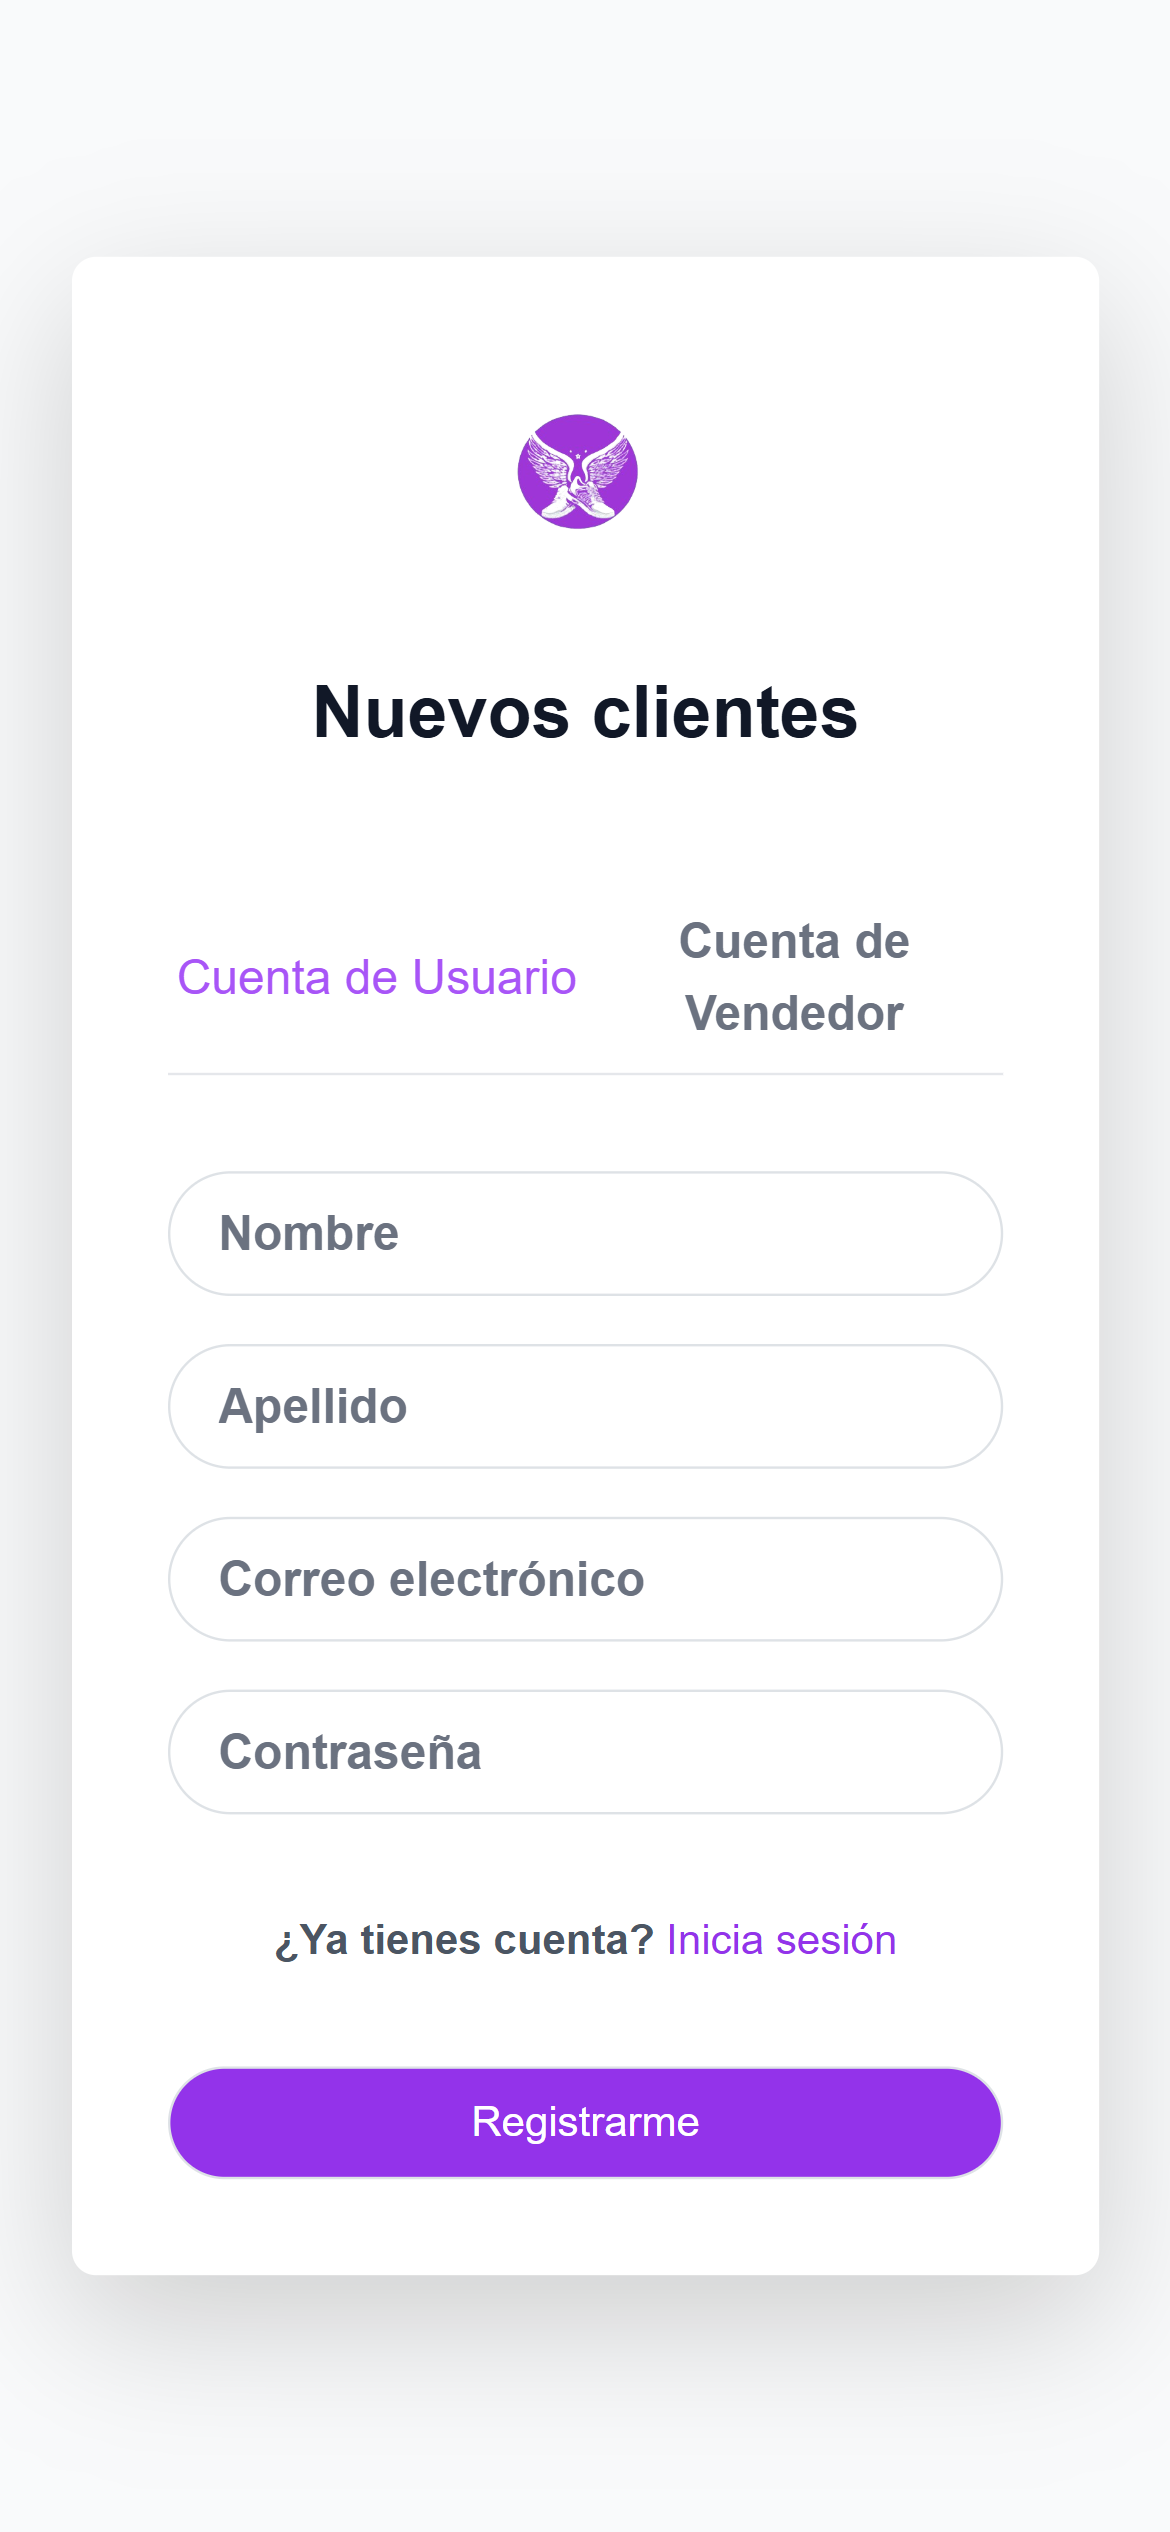 Nuevos clientes
Cuenta de Usuario
Cuenta de
Vendedor
Nombre
Apellido
Correo electrónico
Contraseña
¿Ya tienes cuenta? Inicia sesión
Registrarme